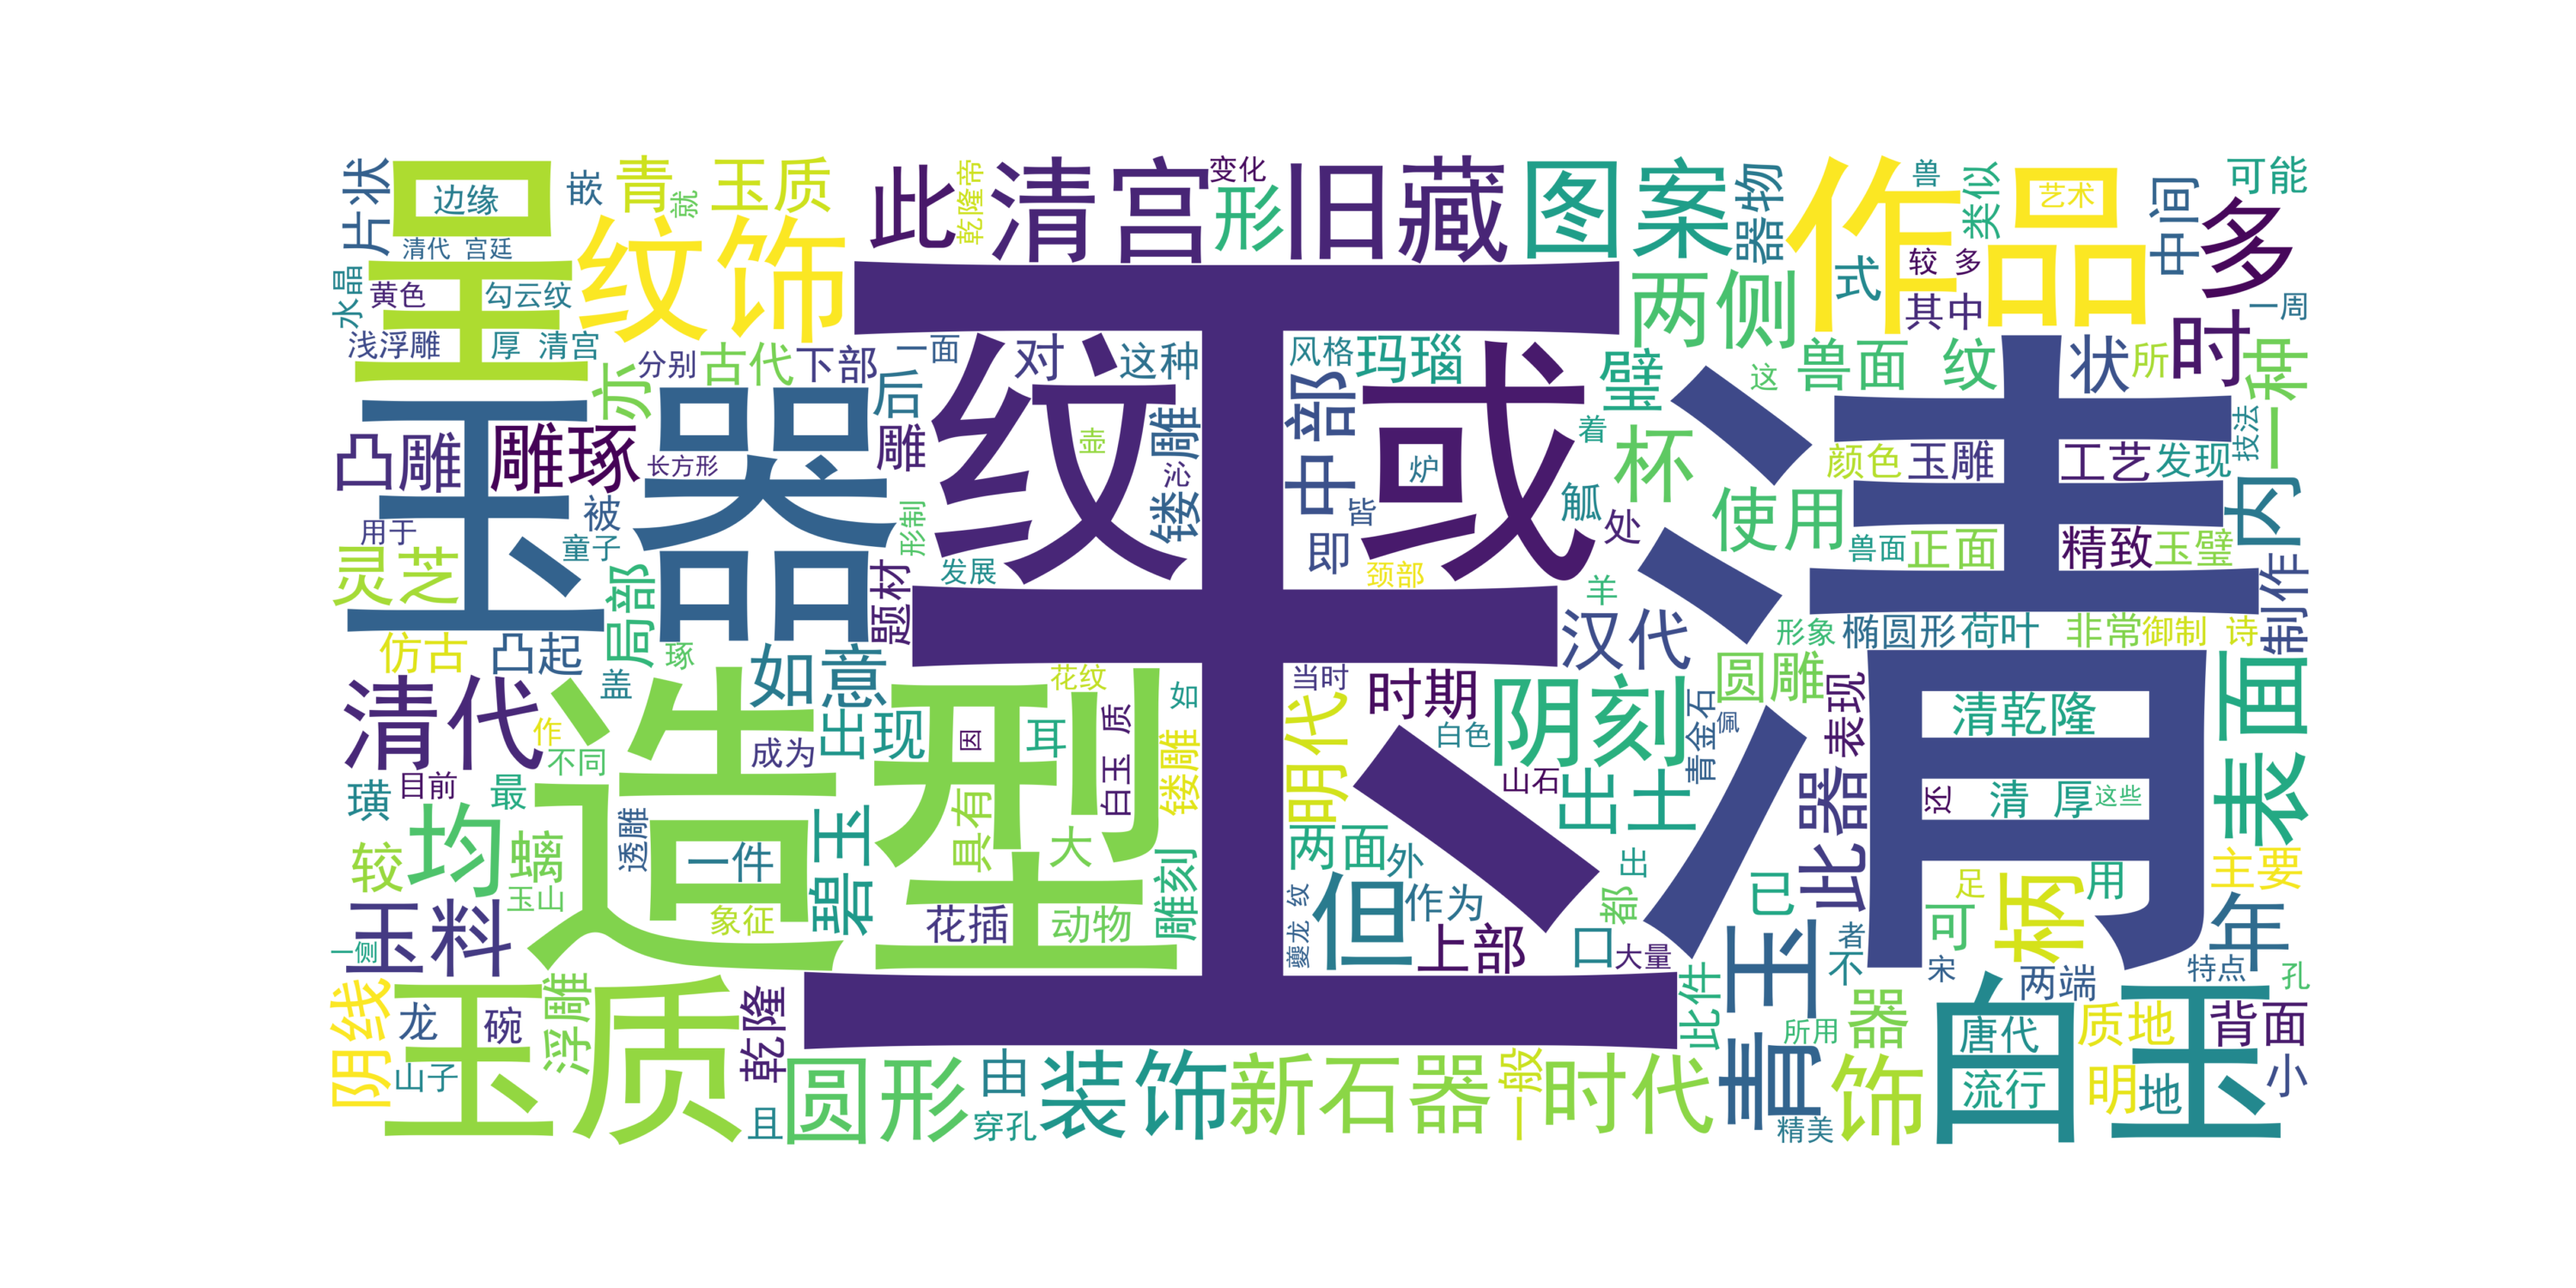 片状
呈
边缘
嵌
青
就
玉质
此
乾隆帝
清宫
变化
形
旧藏
图案
器物
作品
兽
类似
艺术
中间
可能
多
清代 宫廷
纹饰
水晶
黄色
勾云纹
两侧
式
较 多
其中
一周
浅浮雕
厚 清宫
亦
分别
古代
下部
一面
对
这种
风格
玛瑙
璧
这
兽面 纹
状
所
时
一种
玉器
后
纹
壶
中部
或
清
凸雕
雕琢
长方形
雕
镂雕
沁
炉
着
杯
颜色
玉雕
工艺
发现
技法
玉
用于
被
童子
形制
发展
即
皆
颈部
觚
处
羊
使用
兽面
正面
精致
玉璧
内
灵芝
局部
题材
仿古
凸起
琢
盖
如意
花纹
如
当时
汉代
形象
椭圆形
荷叶
非常
御制 诗
制作
清代
作
不同
造型
成为
出现
因
耳
白玉 质
镂雕
明代
时期
白色
阴刻
青金石
佩
圆雕
表现
清乾隆
表面
璜
目前
最
透雕
碧玉
具有
山石
出土
此器
还
清 厚
这些
较
均
螭
一件
大
雕刻
两面
外
出
都
已
足
柄
用
主要
玉山
象征
玉料
花插
动物
夔龙 纹
但
作为
上部
口
大量
青玉
可
者
不
宋
年
一侧
阴线
玉质
龙
碗
浮雕
乾隆
此件
所用
器
白玉
唐代
两端
质地
特点
背面
孔
山子
且
圆形
由
穿孔
装饰
新石器
一般
时代
精美
饰
流行
明
地
小